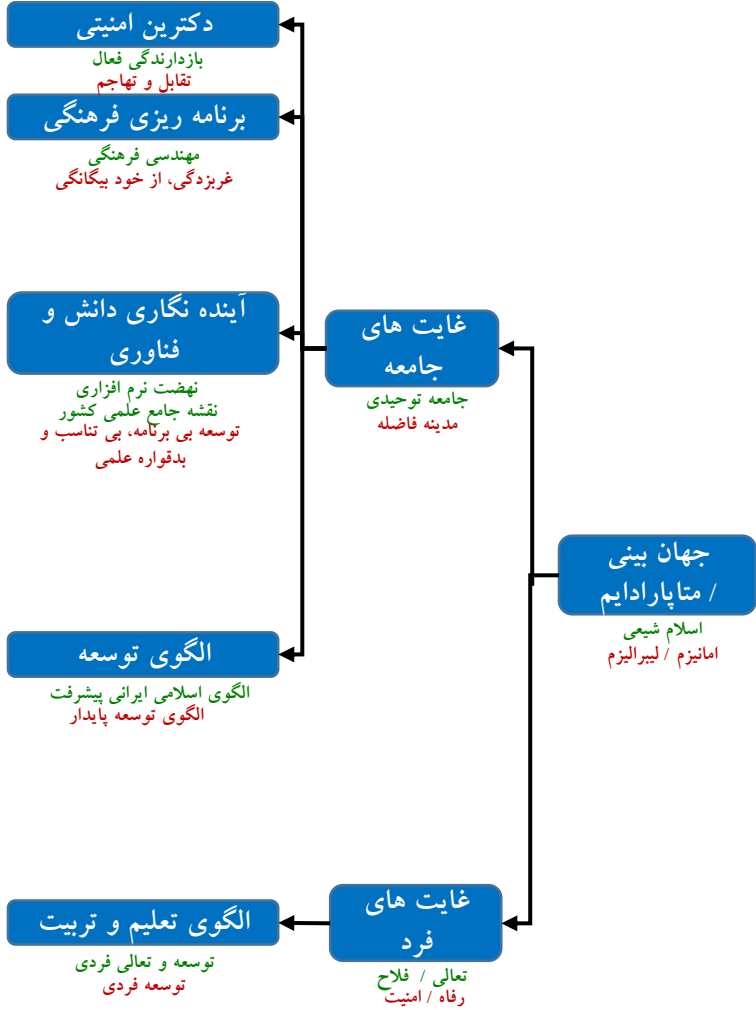 جهان بینی
/ متاپارادایم
اسلام شیعی
امانیزم / لیبرالیزم
غایت های
جامعه
جامعه توحیدی
مدینه فاضله
دکترین امنیتی
بازدارندگی فعال
تقابل و تهاجم
برنامه ریزی فرهنگی
مهندسی فرهنگی
غربزدگی، از خود بیگانگی
آینده نگاری دانش و
فناوری
نهضت نرم افزاری
نقشه جامع علمی کشور
توسعه بی برنامه، بی تناسب و
بدقواره علمی
الگوی توسعه
الگوی اسلامی ایرانی پیشرفت
الگوی توسعه پایدار
غایت های
فرد
تعالی / فلاح
رفاه / امنیت
الگوی تعلیم و تربیت
توسعه و تعالی فردی
توسعه فردی